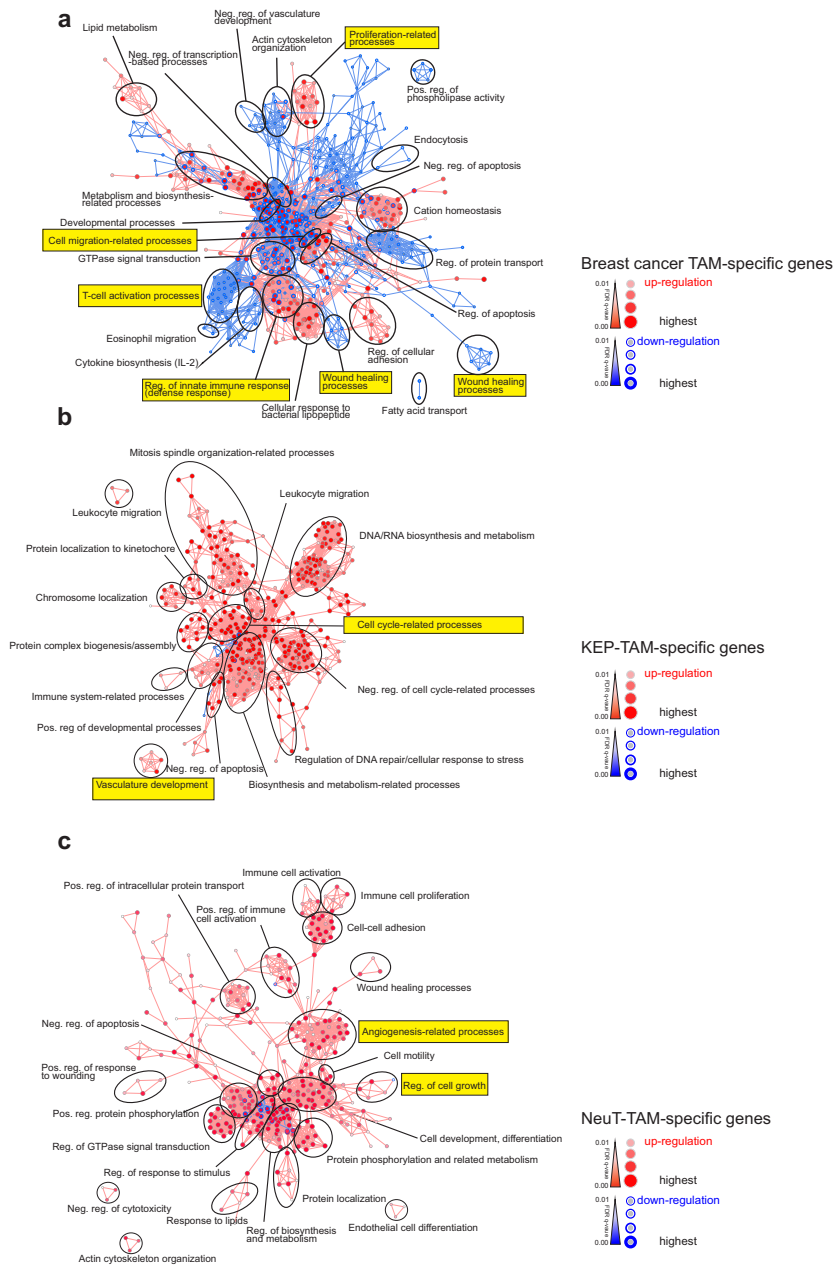 a
Neg. reg. of vasculature
development
Lipid metabolism
Neg. reg. of transcription
-based processes
Actin cytoskeleton
organization
Proliferation-related
processes
Pos. reg. of
phospholipase activity
Endocytosis
Neg. reg. of apoptosis
Metabolism and biosynthesis-
related processes
Cation homeostasis
Developmental processes
Cell migration-related processes
GTPase signal transduction
Reg. of protein transport
T-cell activation processes
Reg. of apoptosis
Eosinophil migration
Cytokine biosynthesis (IL-2)
Reg. of cellular
adhesion
Reg. of innate immune response
(defense response)
Wound healing
processes
Wound healing
processes
Cellular response to
bacterial lipopeptide
Fatty acid transport
Breast cancer TAM-specific genes
0.01
FDR q-value
0.00
up-regulation
highest
0.01
FDR q-value
0.00
down-regulation
highest
b
Mitosis spindle organization-related processes
Leukocyte migration
Leukocyte migration
DNA/RNA biosynthesis and metabolism
Protein localization to kinetochore
Chromosome localization
Cell cycle-related processes
Protein complex biogenesis/assembly
Immune system-related processes
Neg. reg. of cell cycle-related processes
Pos. reg of developmental processes
Neg. reg. of apoptosis
Regulation of DNA repair/cellular response to stress
Vasculature development
Biosynthesis and metabolism-related processes
KEP-TAM-specific genes
0.01
FDR q-value
0.00
up-regulation
highest
0.01
FDR q-value
0.00
down-regulation
highest
c
Immune cell activation
Pos. reg. of intracellular protein transport
Immune cell proliferation
Pos. reg. of immune
cell activation
Cell-cell adhesion
Wound healing processes
Neg. reg. of apoptosis
Angiogenesis-related processes
Cell motility
Pos. reg. of response
to wounding
Reg. of cell growth
Pos. reg. protein phosphorylation
Cell development, differentiation
Reg. of GTPase signal transduction
Protein phosphorylation and related metabolism
Reg. of response to stimulus
Protein localization
Neg. reg. of cytotoxicity
Response to lipids
Reg. of biosynthesis
and metabolism
Endothelial cell differentiation
Actin cytoskeleton organization
NeuT-TAM-specific genes
0.01
FDR q-value
0.00
up-regulation
highest
0.01
FDR q-value
0.00
down-regulation
highest